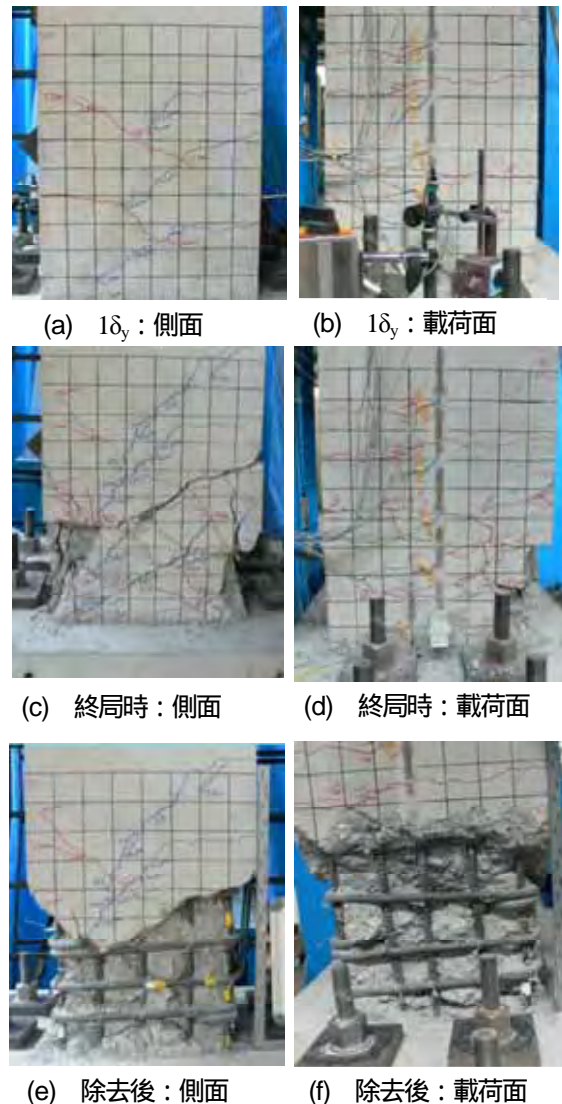 (a) 1δy：側面
(b) 1δy：載荷面
(c) 終局時：側面
(d) 終局時：載荷面
(e) 除去後：側面
(f) 除去後：載荷面